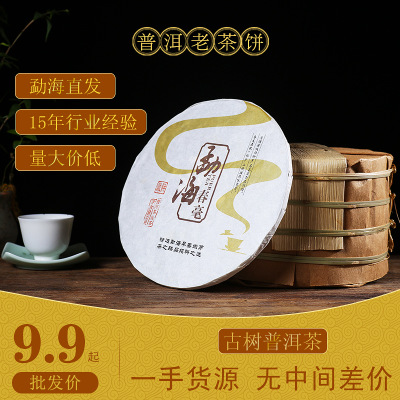 普洱老茶饼
勐海直发
15年行业经验
量大价低
勐海
春毫
9.9起
批发价
古树普洱茶
一手货源 无中间差价